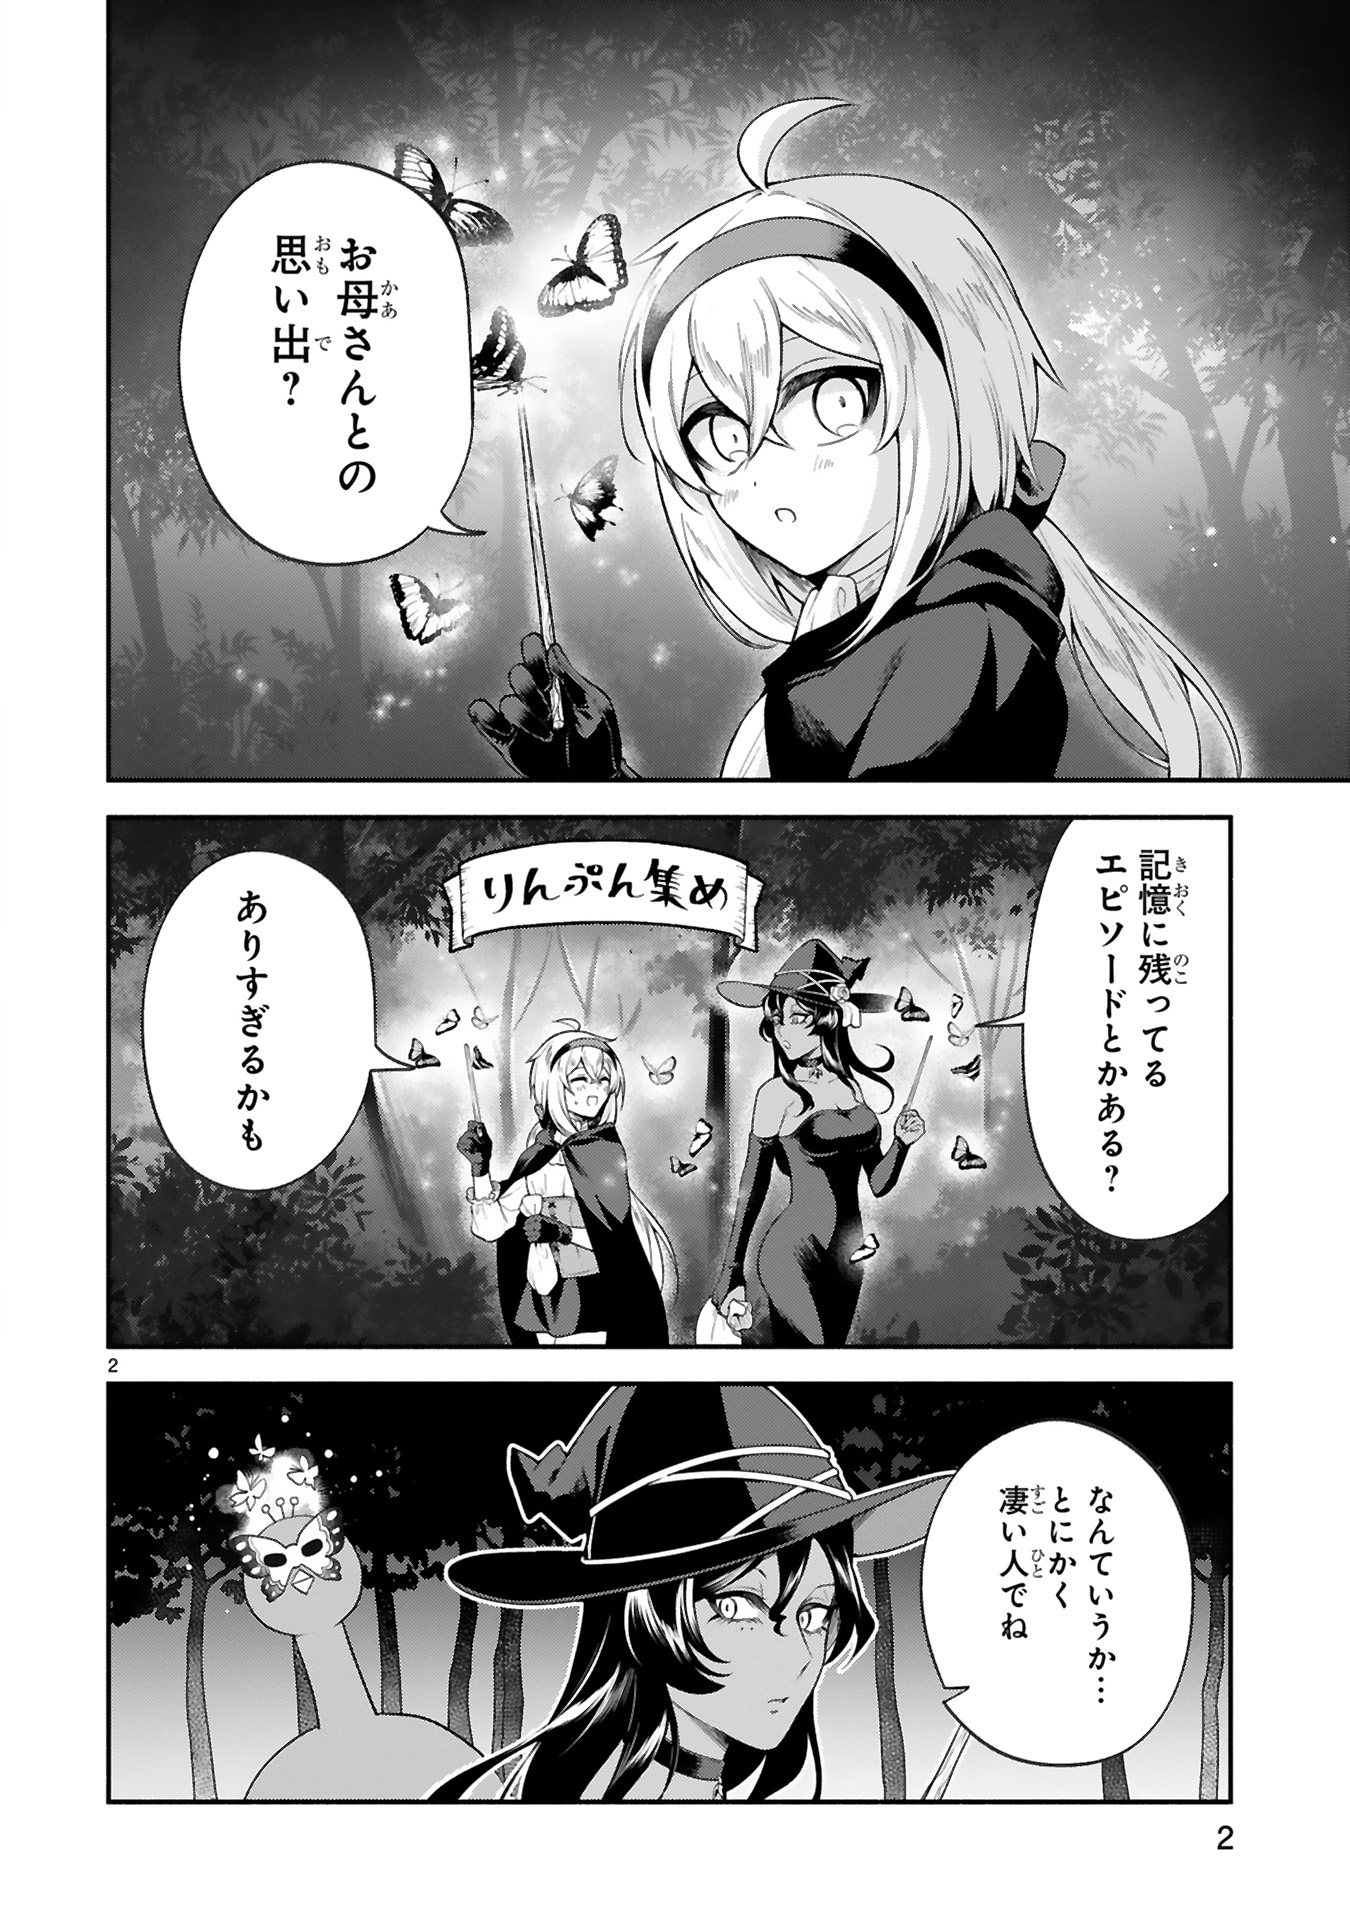 お母さんとの
思い出？
記憶に残ってる
エピソードとかある？
りんぷん集め
ありすぎるかも
2
なんていうか…
とにかく
凄い人でね
2